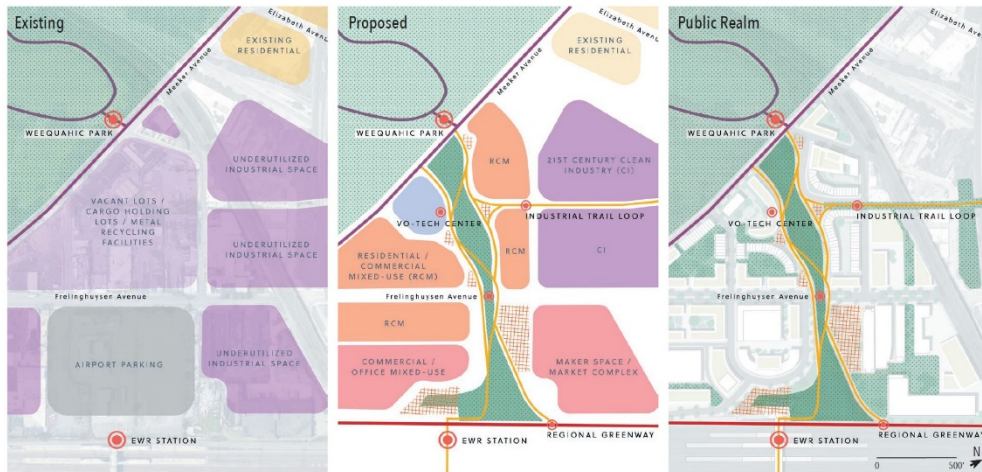 Existing
Elizabeth Avenue
EXISTING
RESIDENTIAL
Meeker Avenue
WEEQUAHIC PARK
UNDERUTILIZED
INDUSTRIAL SPACE
VACANT LOTS /
CARGO HOLDING
LOTS / METAL
RECYCLING
FACILITIES
UNDERUTILIZED
INDUSTRIAL SPACE
Frelinghuysen Avenue
AIRPORT PARKING
UNDERUTILIZED
INDUSTRIAL SPACE
EWR STATION
Proposed
Elizabeth Avenue
EXISTING
RESIDENTIAL
Meeker Avenue
WEEQUAHIC PARK
RCM
21ST CENTURY CLEAN
INDUSTRY (CI)
INDUSTRIAL TRAIL LOOP
VO-TECH CENTER
RCM
CI
RESIDENTIAL /
COMMERCIAL
MIXED-USE (RCM)
Frelinghuysen Avenue
RCM
COMMERCIAL /
OFFICE MIXED-USE
MAKER SPACE /
MARKET COMPLEX
REGIONAL GREENWAY
EWR STATION
Public Realm
Elizabeth Avenue
Meeker Avenue
WEEQUAHIC PARK
INDUSTRIAL TRAIL LOOP
VO-TECH CENTER
Frelinghuysen Avenue
REGIONAL GREENWAY
EWR STATION
N
0 500'